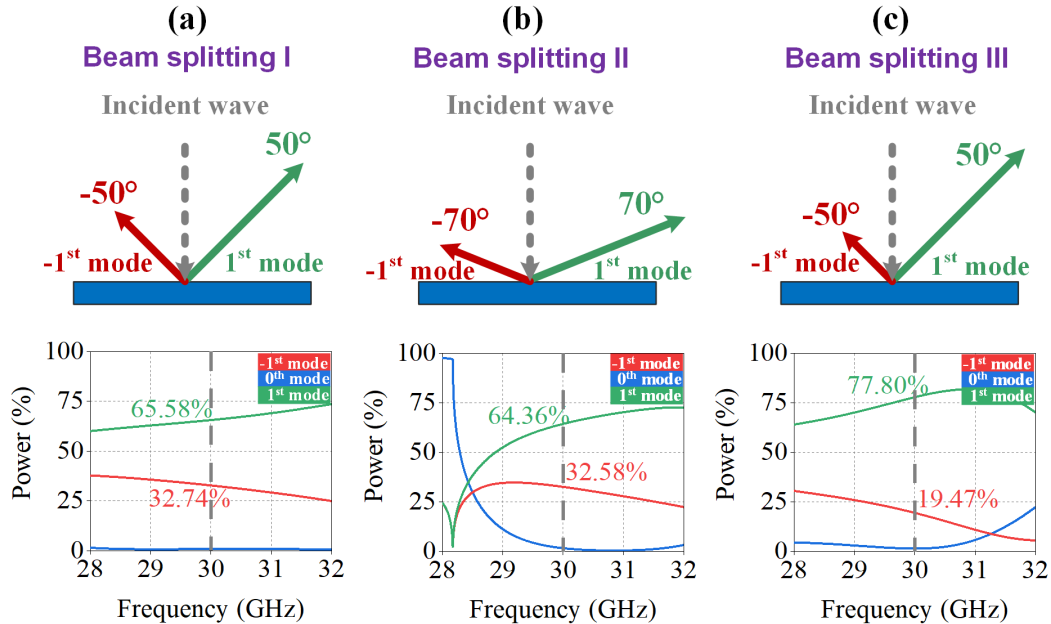 (a)
Beam splitting I
Incident wave
50°
-50°
-1st mode
1st mode
100
75
50
25
0
Power (%)
-1st mode
0th mode
1st mode
65.58%
32.74%
28 29 30 31 32
Frequency (GHz)
(b)
Beam splitting II
Incident wave
-70°
70°
-1st mode
1st mode
100
75
50
25
0
Power (%)
-1st mode
0th mode
1st mode
64.36%
32.58%
28 29 30 31 32
Frequency (GHz)
(c)
Beam splitting III
Incident wave
50°
-50°
-1st mode
1st mode
100
75
50
25
0
Power (%)
-1st mode
0th mode
1st mode
77.80%
19.47%
28 29 30 31 32
Frequency (GHz)